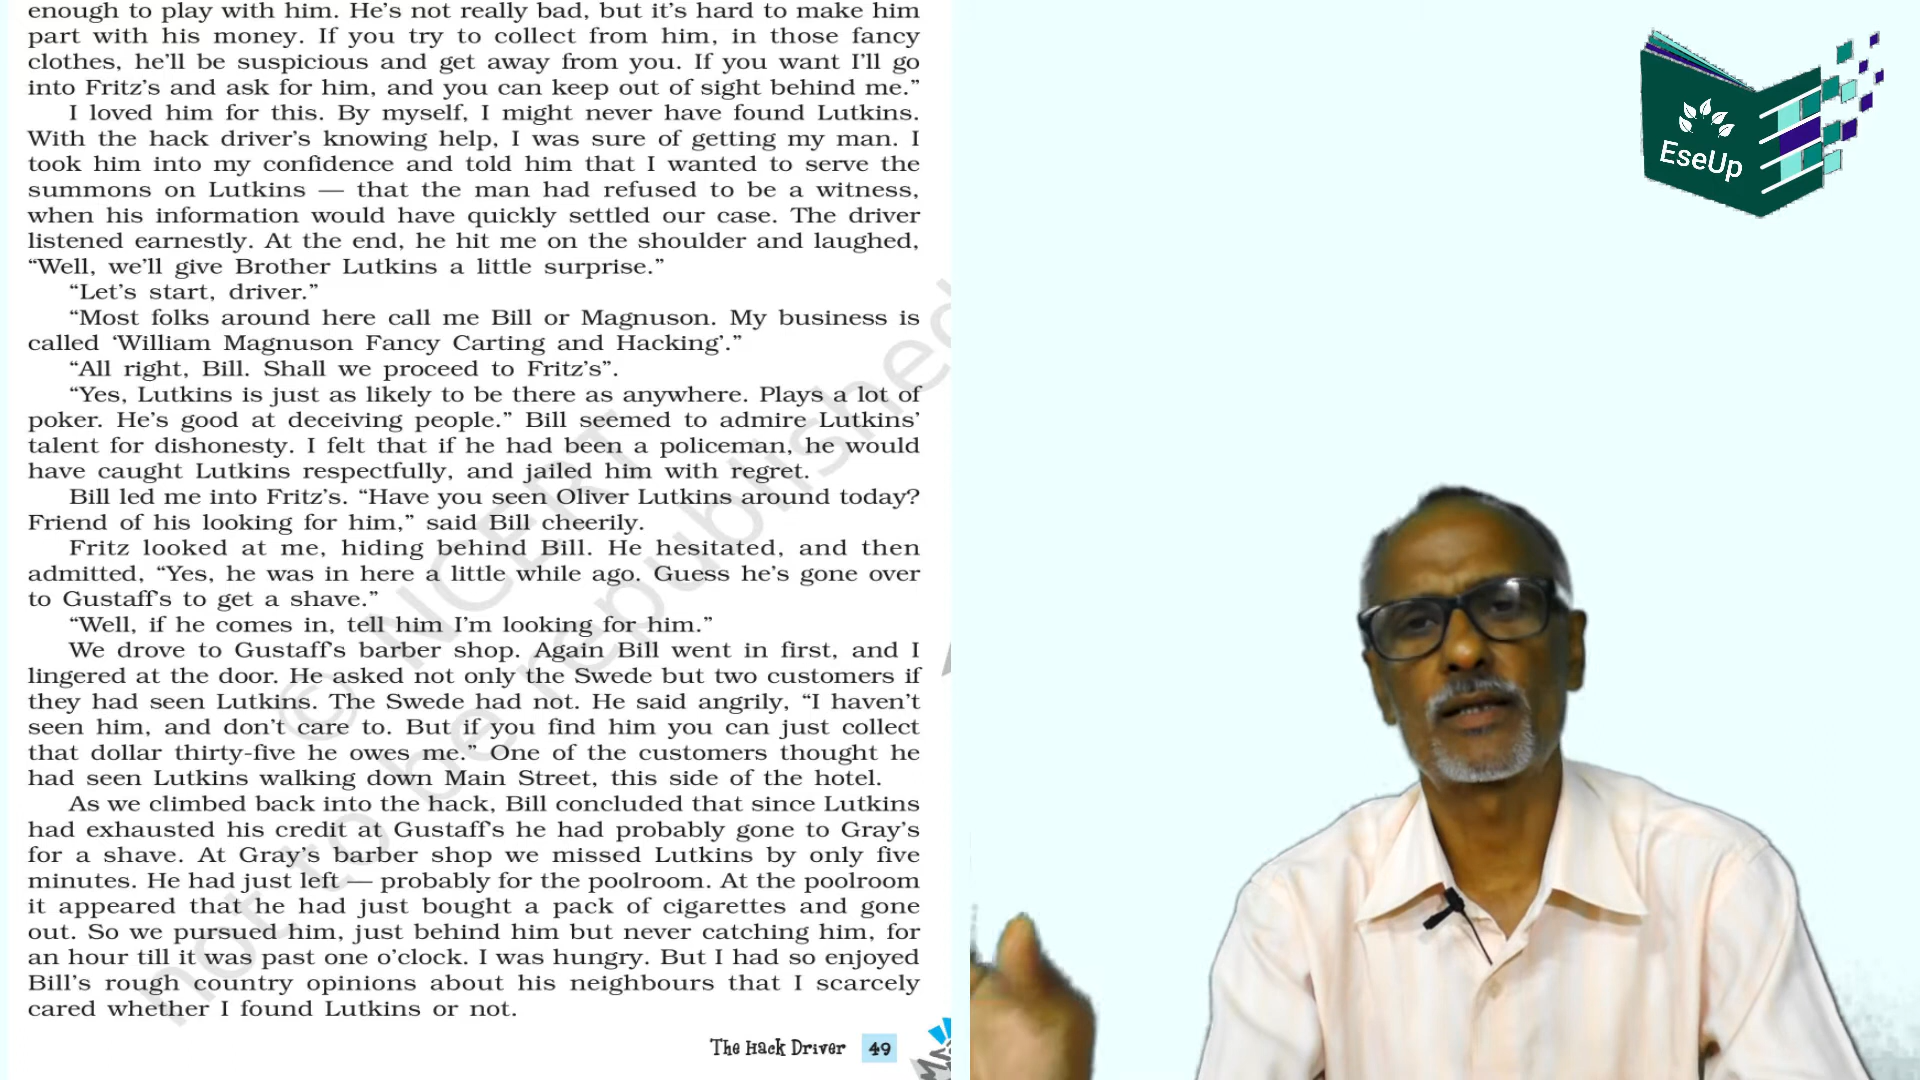 enough to play with him. He's not really bad, but it's hard to make him
part with his money. If you try to collect from him, in those fancy
clothes, he'll be suspicious and get away from you. If you want I'll go
into Fritz's and ask for him, and you can keep out of sight behind me.”
I loved him for this. By myself, I might never have found Lutkins.
With the hack driver's knowing help, I was sure of getting my man. I
took him into my confidence and told him that I wanted to serve the
summons on Lutkins — that the man had refused to be a witness,
when his information would have quickly settled our case. The driver
listened earnestly. At the end, he hit me on the shoulder and laughed,
“Well, we'll give Brother Lutkins a little surprise.”
“Let's start, driver.”
“Most folks around here call me Bill or Magnuson. My business is
called ‘William Magnuson Fancy Carting and Hacking’.”
“All right, Bill. Shall we proceed to Fritz's”.
“Yes, Lutkins is just as likely to be there as anywhere. Plays a lot of
poker. He's good at deceiving people.” Bill seemed to admire Lutkins'
talent for dishonesty. I felt that if he had been a policeman, he would
have caught Lutkins respectfully, and jailed him with regret.
Bill led me into Fritz's. “Have you seen Oliver Lutkins around today?
Friend of his looking for him,” said Bill cheerily.
Fritz looked at me, hiding behind Bill. He hesitated, and then
admitted, “Yes, he was in here a little while ago. Guess he's gone over
to Gustaff's to get a shave.”
“Well, if he comes in, tell him I'm looking for him.”
We drove to Gustaff's barber shop. Again Bill went in first, and I
lingered at the door. He asked not only the Swede but two customers if
they had seen Lutkins. The Swede had not. He said angrily, “I haven't
seen him, and don't care to. But if you find him you can just collect
that dollar thirty-five he owes me.” One of the customers thought he
had seen Lutkins walking down Main Street, this side of the hotel.
As we climbed back into the hack, Bill concluded that since Lutkins
had exhausted his credit at Gustaff's he had probably gone to Gray's
for a shave. At Gray's barber shop we missed Lutkins by only five
minutes. He had just left — probably for the poolroom. At the poolroom
it appeared that he had just bought a pack of cigarettes and gone
out. So we pursued him, just behind him but never catching him, for
an hour till it was past one o'clock. I was hungry. But I had so enjoyed
Bill's rough country opinions about his neighbours that I scarcely
cared whether I found Lutkins or not.
The Hack Driver 49
© NCERT
not to be republished
EseUp